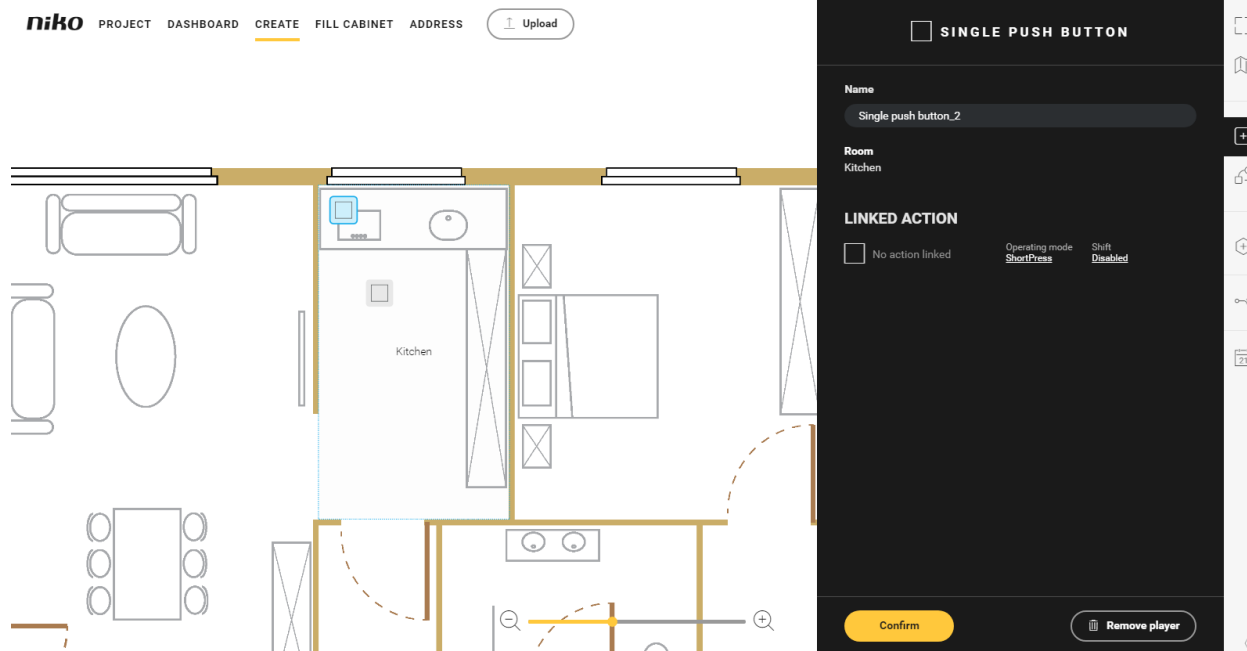 niko PROJECT DASHBOARD CREATE FILL CABINET ADDRESS Upload
SINGLE PUSH BUTTON
Name
Single push button_2
Room
Kitchen
LINKED ACTION
No action linked
Operating mode Shift
ShortPress Disabled
Kitchen
Confirm Remove player
21